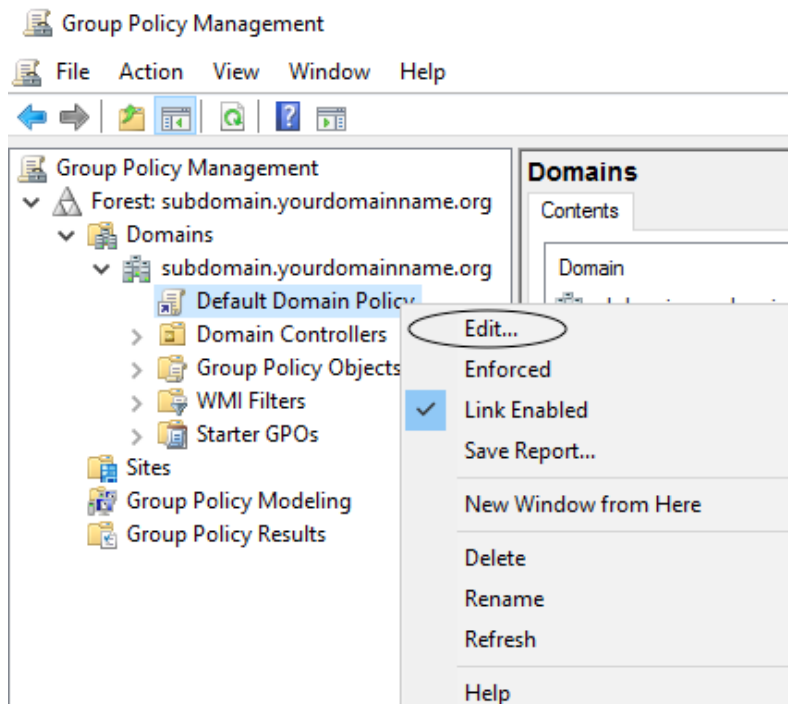 Group Policy Management
File Action View Window Help
Group Policy Management
Forest: subdomain.yourdomainname.org
Domains
subdomain.yourdomainname.org
Default Domain Policy
Domain Controllers
Group Policy Objects
WMI Filters
Starter GPOs
Sites
Group Policy Modeling
Group Policy Results
Domains
Contents
Domain
Edit...
Enforced
Link Enabled
Save Report...
New Window from Here
Delete
Rename
Refresh
Help